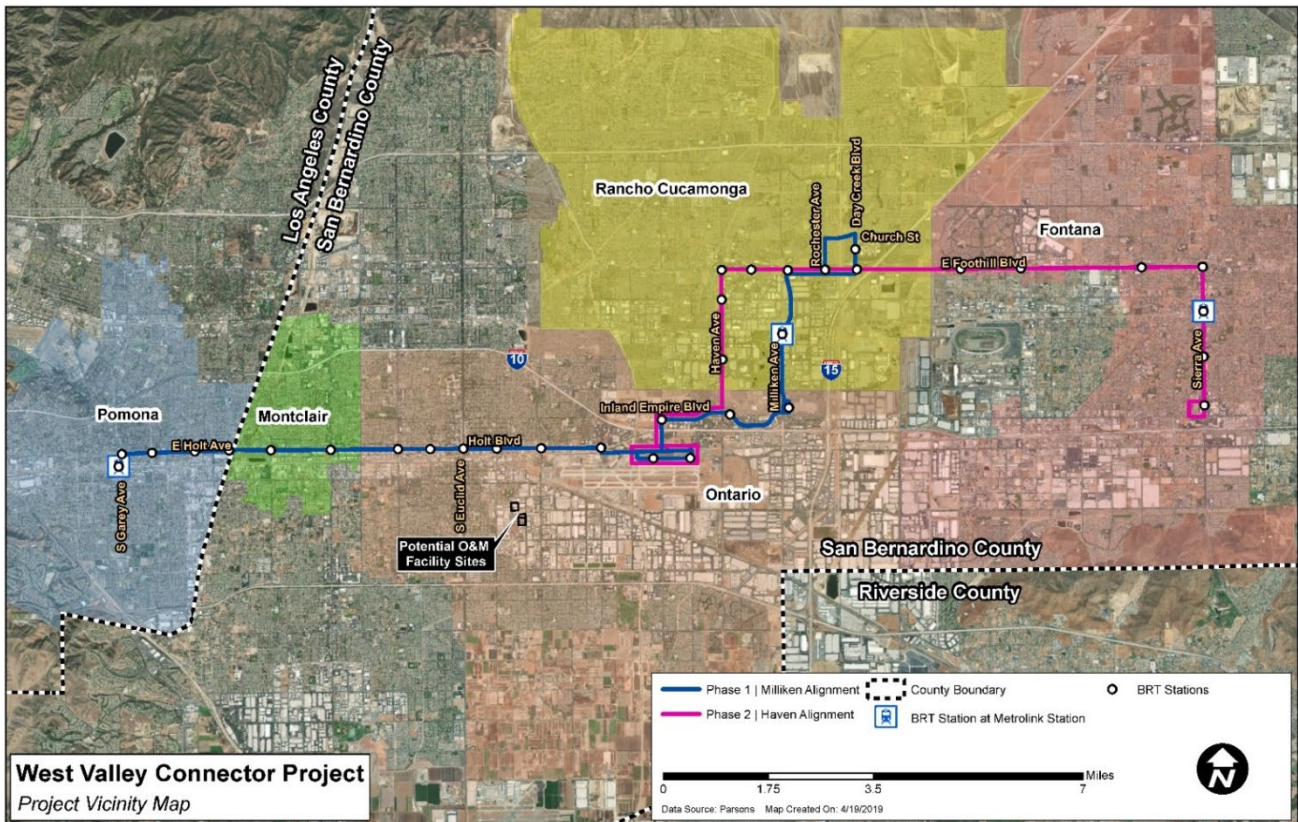 Los Angeles County
San Bernardino County
Rancho Cucamonga
Rochester Ave
Day Creek Blvd
Church St
Fontana
E Foothill Blvd
Haven Ave
Milliken Ave
Sierra Ave
10
15
Inland Empire Blvd
Pomona
Montclair
E Holt Ave
Holt Blvd
S Garey Ave
S Euclid Ave
Ontario
Potential O&M
Facility Sites
San Bernardino County
Riverside County
Phase 1 | Milliken Alignment
County Boundary
BRT Stations
Phase 2 | Haven Alignment
BRT Station at Metrolink Station
Miles
0 1.75 3.5 7
Data Source: Parsons Map Created On: 4/19/2019
N
West Valley Connector Project
Project Vicinity Map